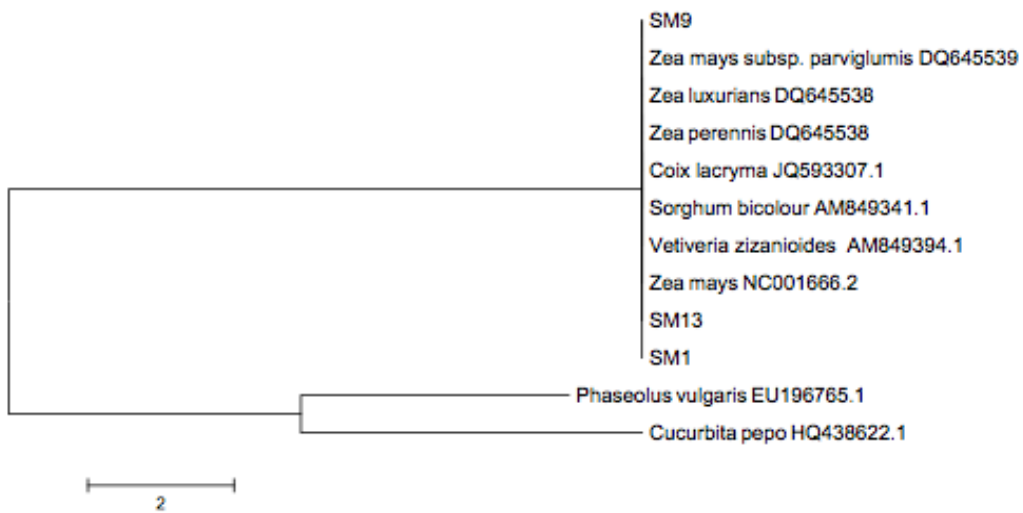 SM9
Zea mays subsp. parviglumis DQ645539
Zea luxurians DQ645538
Zea perennis DQ645538
Coix lacryma JQ593307.1
Sorghum bicolour AM849341.1
Vetiveria zizanioides AM849394.1
Zea mays NC001666.2
SM13
SM1
Phaseolus vulgaris EU196765.1
Cucurbita pepo HQ438622.1
2